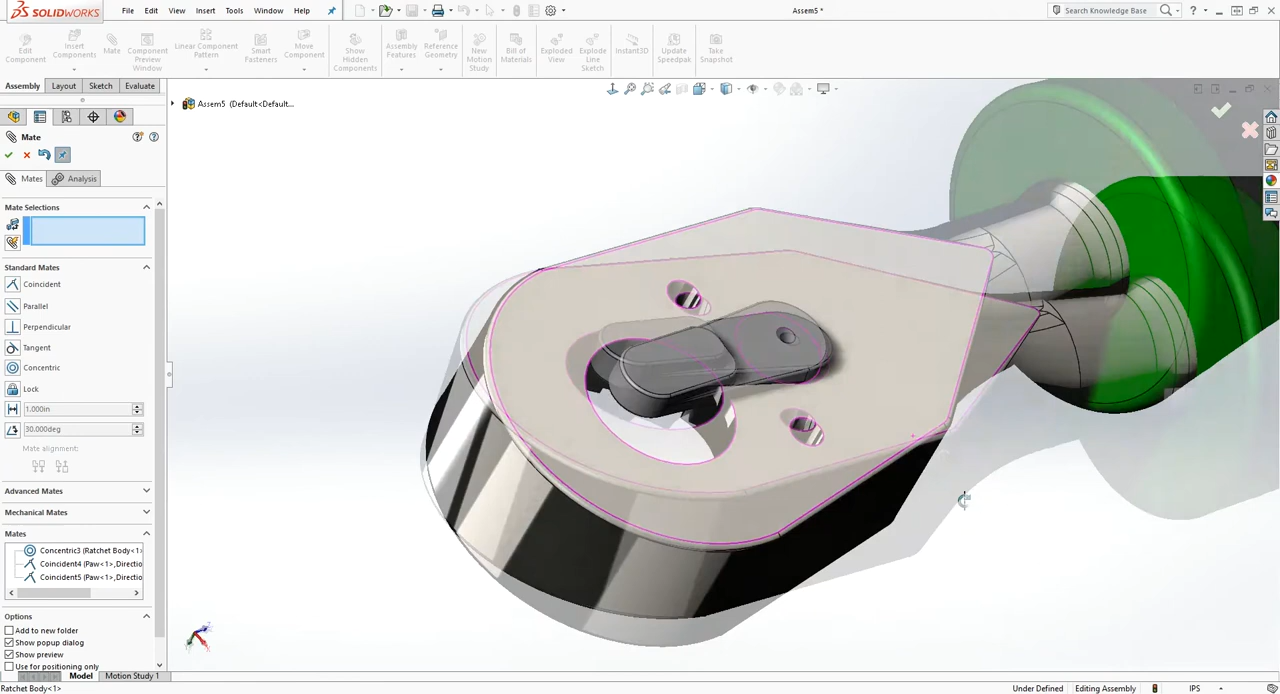 SOLIDWORKS File Edit View Insert Tools Window Help Assem5 * Search Knowledge Base
Edit Component
Insert Components
Mate
Component Preview Window
Linear Component Pattern
Smart Fasteners
Move Component
Show Hidden Components
Assembly Features
Reference Geometry
New Motion Study
Bill of Materials
Exploded View
Explode Line Sketch
Instant3D
Update Speedpak
Take Snapshot
Assembly Layout Sketch Evaluate
Assem5 (Default<Default...
Mate
Mates Analysis
Mate Selections
Standard Mates
Coincident
Parallel
Perpendicular
Tangent
Concentric
Lock
1.000in
30.000deg
Mate alignment:
Advanced Mates
Mechanical Mates
Mates
Concentric3 (Ratchet Body<1>
Coincident4 (Paw<1>,Directio
Coincident5 (Paw<1>,Directio
Options
Add to new folder
Show popup dialog
Show preview
Use for positioning only
Model Motion Study 1
Ratchet Body<1> Under Defined Editing Assembly IPS